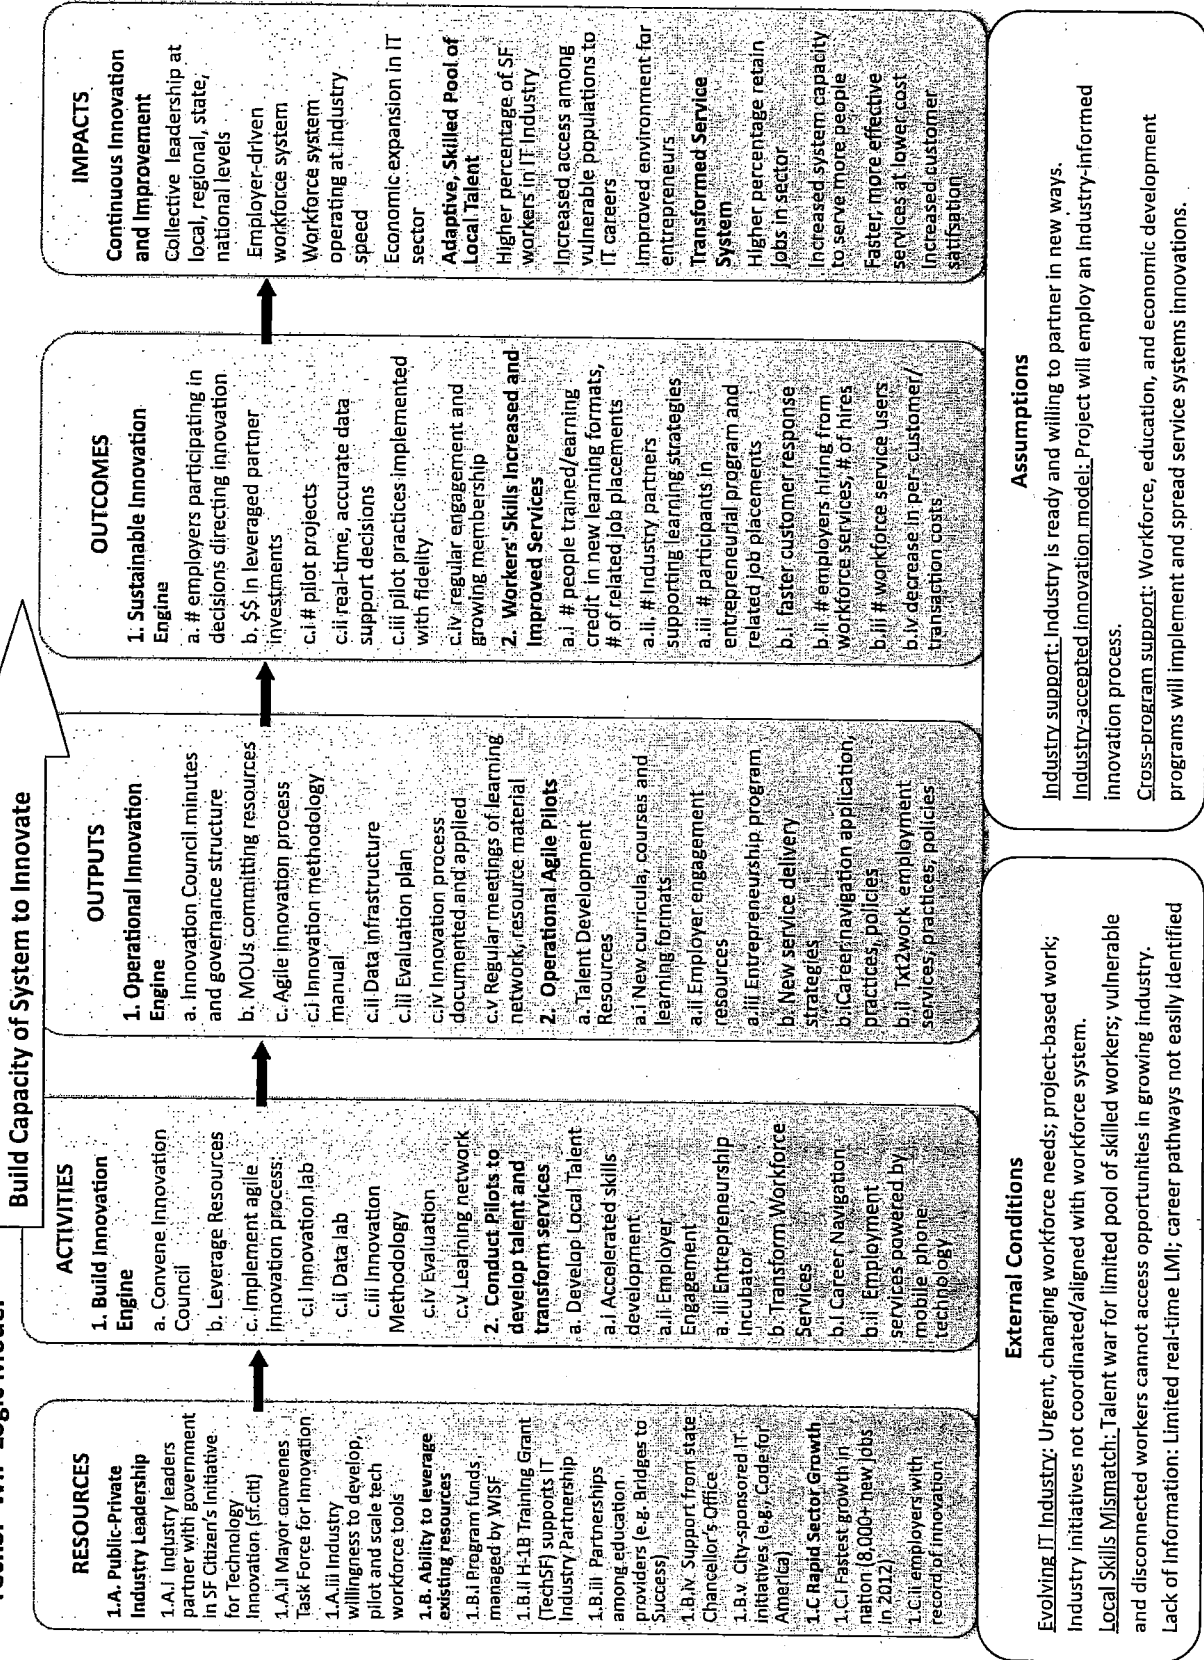 Build Capacity of System to Innovate
RESOURCES
1.A. Public-Private
Industry Leadership
1.A.i Industry leaders
partner with government
in SF Citizen's Initiative
for Technology
Innovation (sf.citi)
1.A.ii Mayor convenes
Task Force for Innovation
1.A.iii Industry
willingness to develop,
pilot and scale tech
workforce tools
1.B. Ability to leverage
existing resources
1.B.i Program funds
managed by WISF
1.B.ii H-1B Training Grant
(TechSF) supports IT
Industry Partnership
1.B.iii Partnerships
among education
providers (e.g. Bridges to
Success)
1.B.iv. Support from state
Chancellor's Office
1.B.v. City-sponsored IT
initiatives (e.g., Code for
America)
1.C Rapid Sector Growth
1.C.i Fastest growth in
nation (8,000+ new jobs
in 2012)
1.C.ii employers with
record of innovation
ACTIVITIES
1. Build Innovation
Engine
a. Convene Innovation
Council
b. Leverage Resources
c. Implement agile
innovation process:
c.i Innovation lab
c.ii Data lab
c.iii Innovation
Methodology
c.iv Evaluation
c.v Learning network
2. Conduct Pilots to
develop talent and
transform services
a. Develop Local Talent
a.i Accelerated skills
development
a.ii Employer
Engagement
a.iii Entrepreneurship
Incubator
b. Transform Workforce
Services
b.i Career Navigation
b.ii Employment
services powered by
mobile phone
technology
OUTPUTS
1. Operational Innovation
Engine
a. Innovation Council minutes
and governance structure
b. MOUs committing resources
c. Agile innovation process
c.i Innovation methodology
manual
c.ii Data infrastructure
c.iii Evaluation plan
c.iv Innovation process
documented and applied
c.v Regular meetings of learning
network, resource material
2. Operational Agile Pilots
a. Talent Development
Resources
a.i New curricula, courses and
learning formats
a.ii Employer engagement
resources
a.iii Entrepreneurship program
b New service delivery
strategies
b.i Career navigation application,
practices, policies
b.ii Txt2work employment
services, practices, policies
OUTCOMES
1. Sustainable Innovation
Engine
a. # employers participating in
decisions directing innovation
b. $$ in leveraged partner
investments
c.i # pilot projects
c.ii real-time, accurate data
support decisions
c.iii pilot practices implemented
with fidelity
c.iv regular engagement and
growing membership
2. Workers' Skills Increased and
Improved Services
a.i # people trained/earning
credit in new learning formats,
# of related job placements
a.ii. # Industry partners
supporting learning strategies
a.iii # participants in
entrepreneurial program and
related job placements
b.i faster customer response
b.ii # employers hiring from
workforce services, # of hires
b.iii # workforce service users
b.iv decrease in per-customer/
transaction costs
IMPACTS
Continuous Innovation
and Improvement
Collective leadership at
local, regional, state,
national levels
Employer-driven
workforce system
Workforce system
operating at industry
speed
Economic expansion in IT
sector
Adaptive, Skilled Pool of
Local Talent
Higher percentage of SF
workers in IT Industry
Increased access among
vulnerable populations to
IT careers
Improved environment for
entrepreneurs
Transformed Service
System
Higher percentage retain
jobs in sector
Increased system capacity
to serve more people
Faster, more effective
services at lower cost
Increased customer
satifsation
External Conditions
Evolving IT Industry: Urgent, changing workforce needs; project-based work;
Industry initiatives not coordinated/aligned with workforce system.
Local Skills Mismatch: Talent war for limited pool of skilled workers; vulnerable
and disconnected workers cannot access opportunities in growing industry.
Lack of Information: Limited real-time LMI; career pathways not easily identified
Assumptions
Industry support: Industry is ready and willing to partner in new ways.
Industry-accepted innovation model: Project will employ an Industry-informed
innovation process.
Cross-program support: Workforce, education, and economic development
programs will implement and spread service systems innovations.